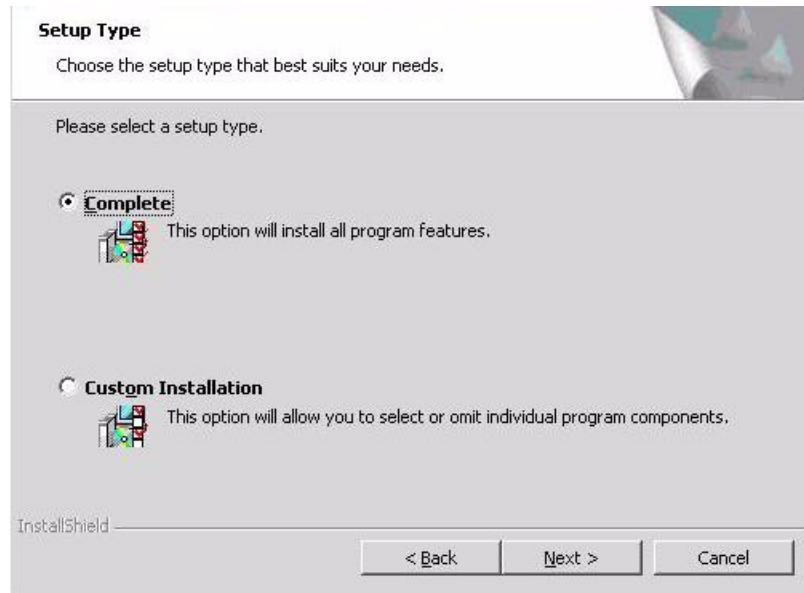 Setup Type
Choose the setup type that best suits your needs.
Please select a setup type.
Complete
This option will install all program features.
Custom Installation
This option will allow you to select or omit individual program components.
InstallShield
< Back
Next >
Cancel